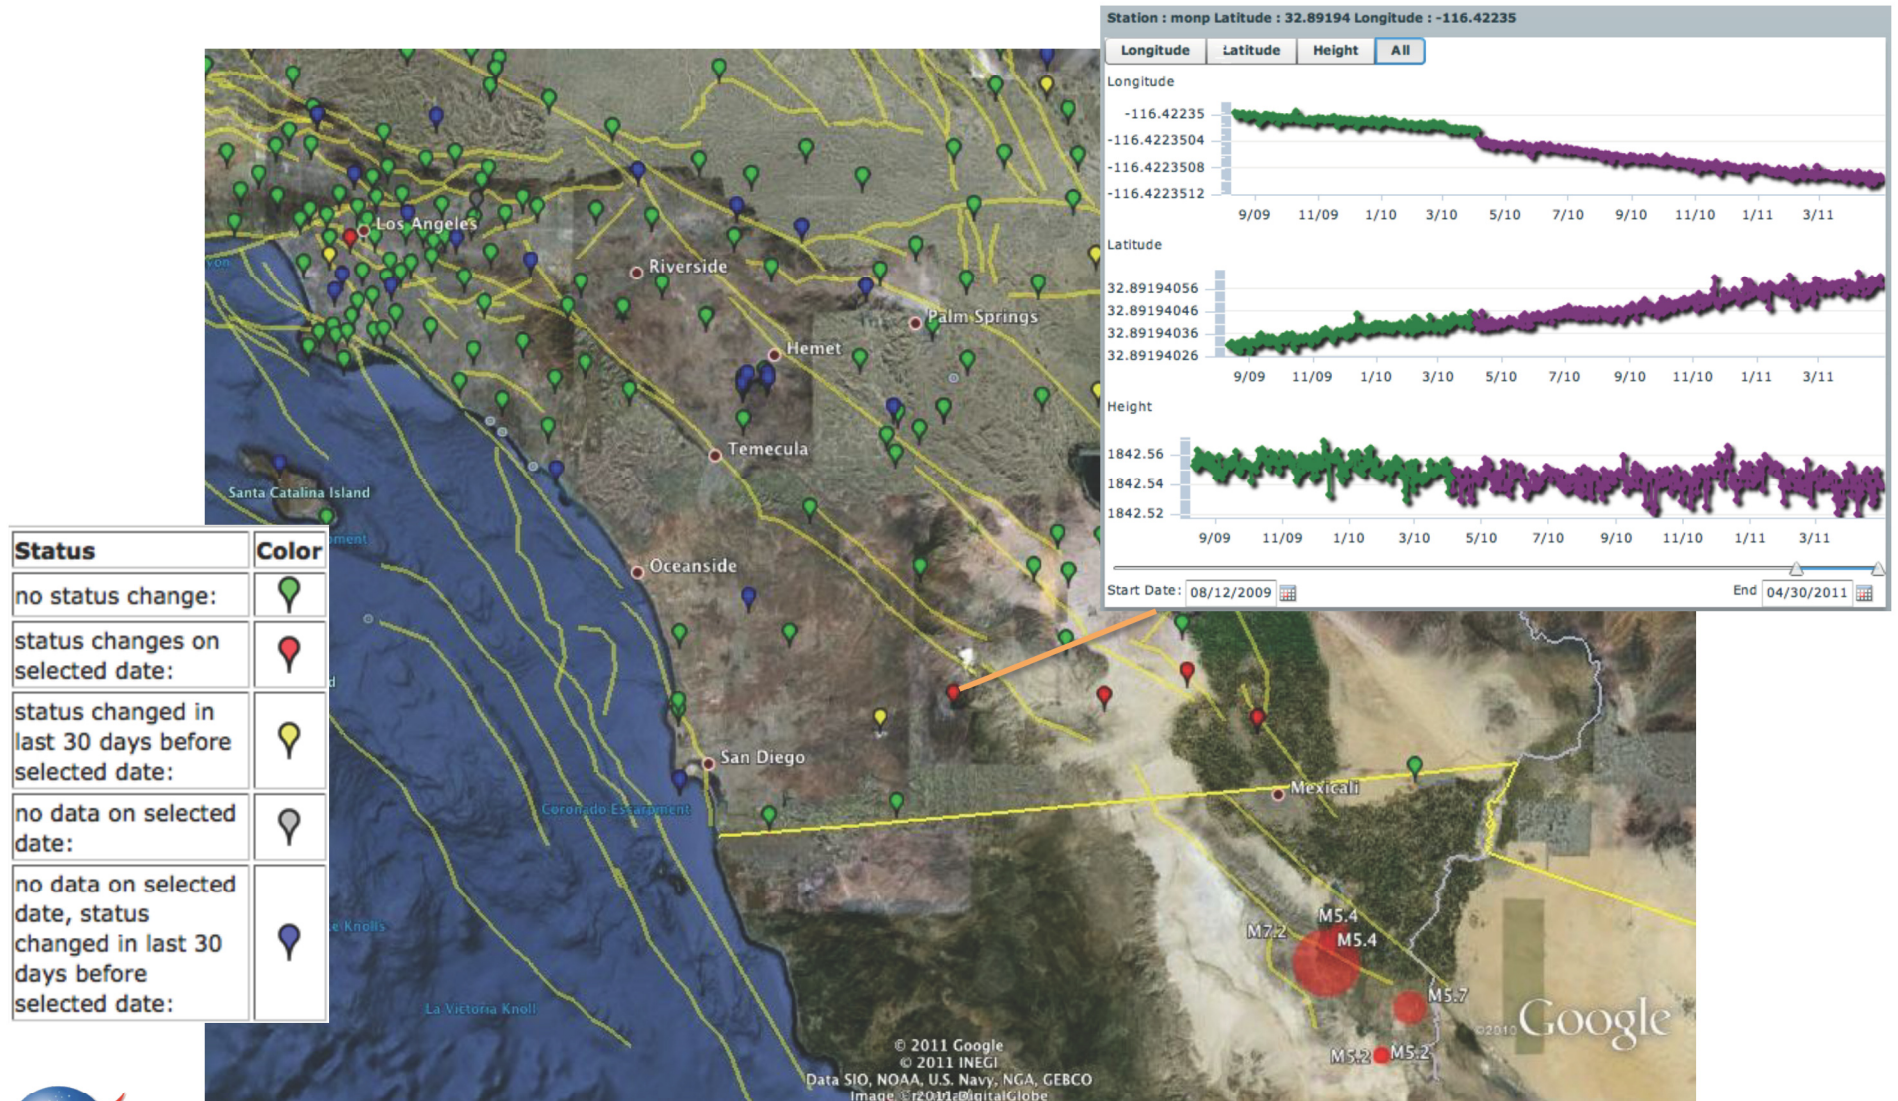 Station : monp Latitude : 32.89194 Longitude : -116.42235
Longitude
Latitude
Height
All
Longitude
-116.42235
-116.4223504
-116.4223508
-116.4223512
9/09 11/09 1/10 3/10 5/10 7/10 9/10 11/10 1/11 3/11
Latitude
32.89194056
32.89194046
32.89194036
32.89194026
9/09 11/09 1/10 3/10 5/10 7/10 9/10 11/10 1/11 3/11
Height
1842.56
1842.54
1842.52
9/09 11/09 1/10 3/10 5/10 7/10 9/10 11/10 1/11 3/11
Start Date: 08/12/2009
End 04/30/2011
Los Angeles
Riverside
Palm Springs
Hemet
Temecula
Santa Catalina Island
Oceanside
San Diego
Coronado Escarpment
Mexicali
La Victoria Knoll
M5.4
M7.2
M5.4
M5.7
M5.2
M5.2
Status Color
no status change:
status changes on
selected date:
status changed in
last 30 days before
selected date:
no data on selected
date:
no data on selected
date, status
changed in last 30
days before
selected date:
©2010 Google
© 2011 Google
© 2011 INEGI
Data SIO, NOAA, U.S. Navy, NGA, GEBCO